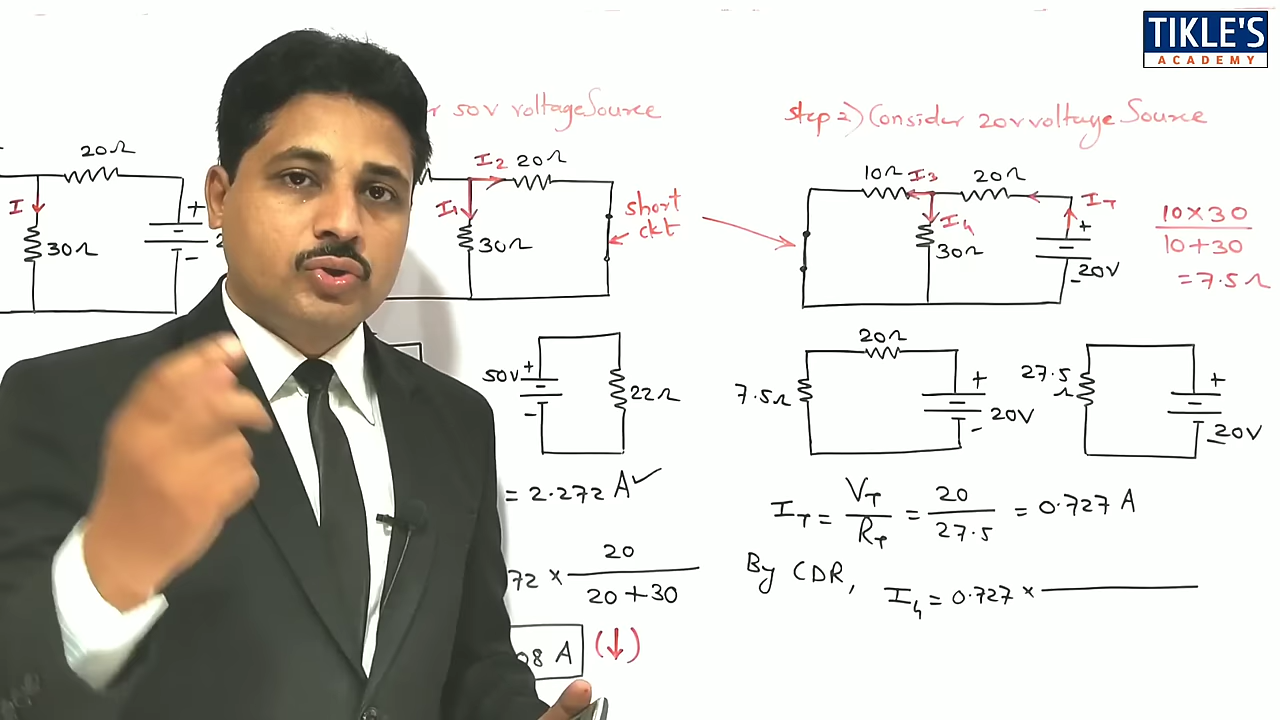 TIKLE'S
ACADEMY
50V voltage Source
step 2) Consider 20V voltage Source
20Ω
I
30Ω
+
-
I2 20Ω
I1
30Ω
short
ckt
10Ω I3 20Ω
IT
I4
30Ω
+
-
20V
10×30
10+30
=7.5Ω
50V
+
-
22Ω
20Ω
7.5Ω
+
-
20V
27.5
Ω
+
-
20V
= 2.272 A✓
IT = VT/RT = 20/27.5 = 0.727 A
72 × 20/20+30
By CDR,
I4 = 0.727 ×
08 A (↓)